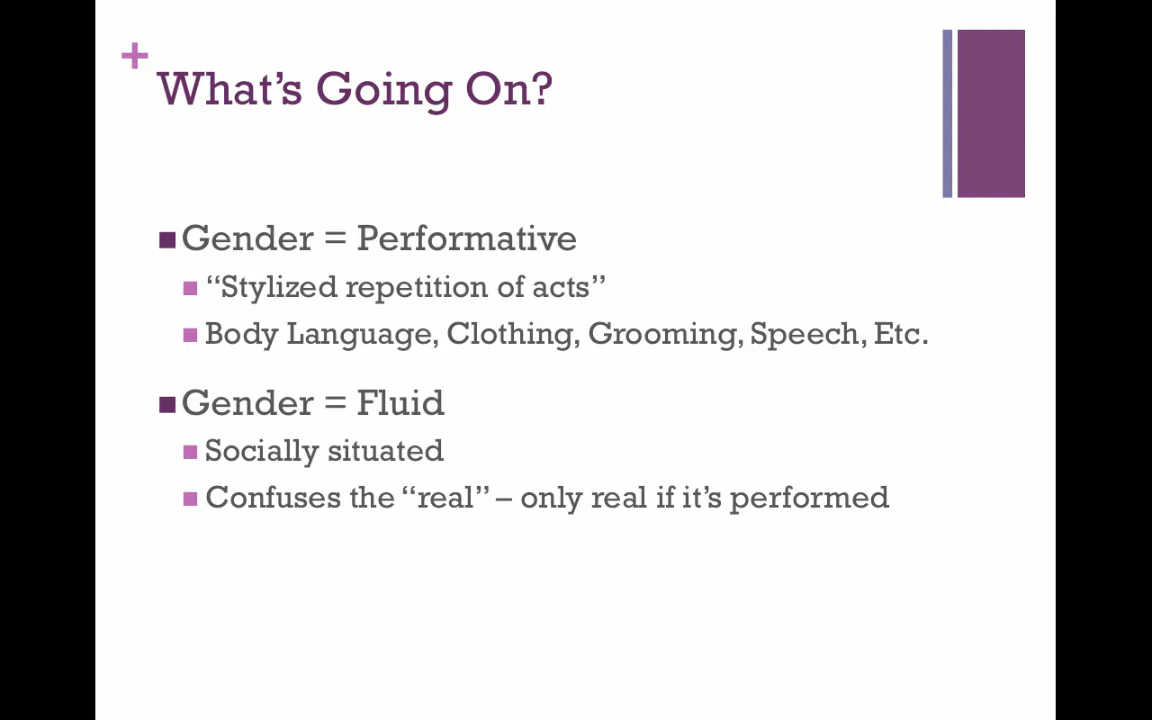 +
What’s Going On?
Gender = Performative
“Stylized repetition of acts”
Body Language, Clothing, Grooming, Speech, Etc.
Gender = Fluid
Socially situated
Confuses the “real” – only real if it’s performed